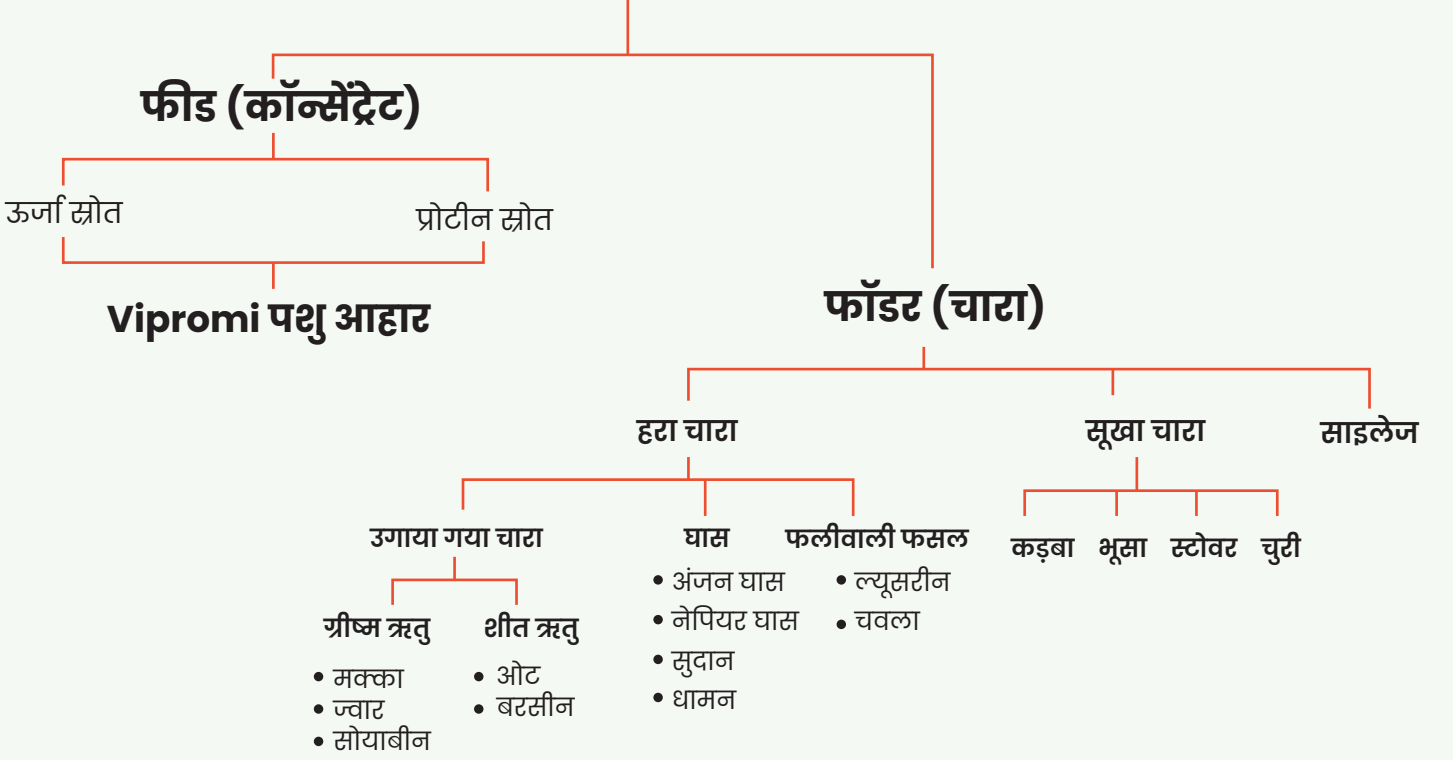 फीड (कॉन्सेंट्रेट)
ऊर्जा स्रोत
प्रोटीन स्रोत
Vipromi पशु आहार
फॉडर (चारा)
हरा चारा
सूखा चारा
साइलेज
उगाया गया चारा
घास
फलीवाली फसल
कड़बा
भूसा
स्टोवर
चुरी
• अंजन घास
• नेपियर घास
• सुदान
• धामन
• ल्यूसरीन
• चवला
ग्रीष्म ऋतु
शीत ऋतु
• मक्का
• ज्वार
• सोयाबीन
• ओट
• बरसीन